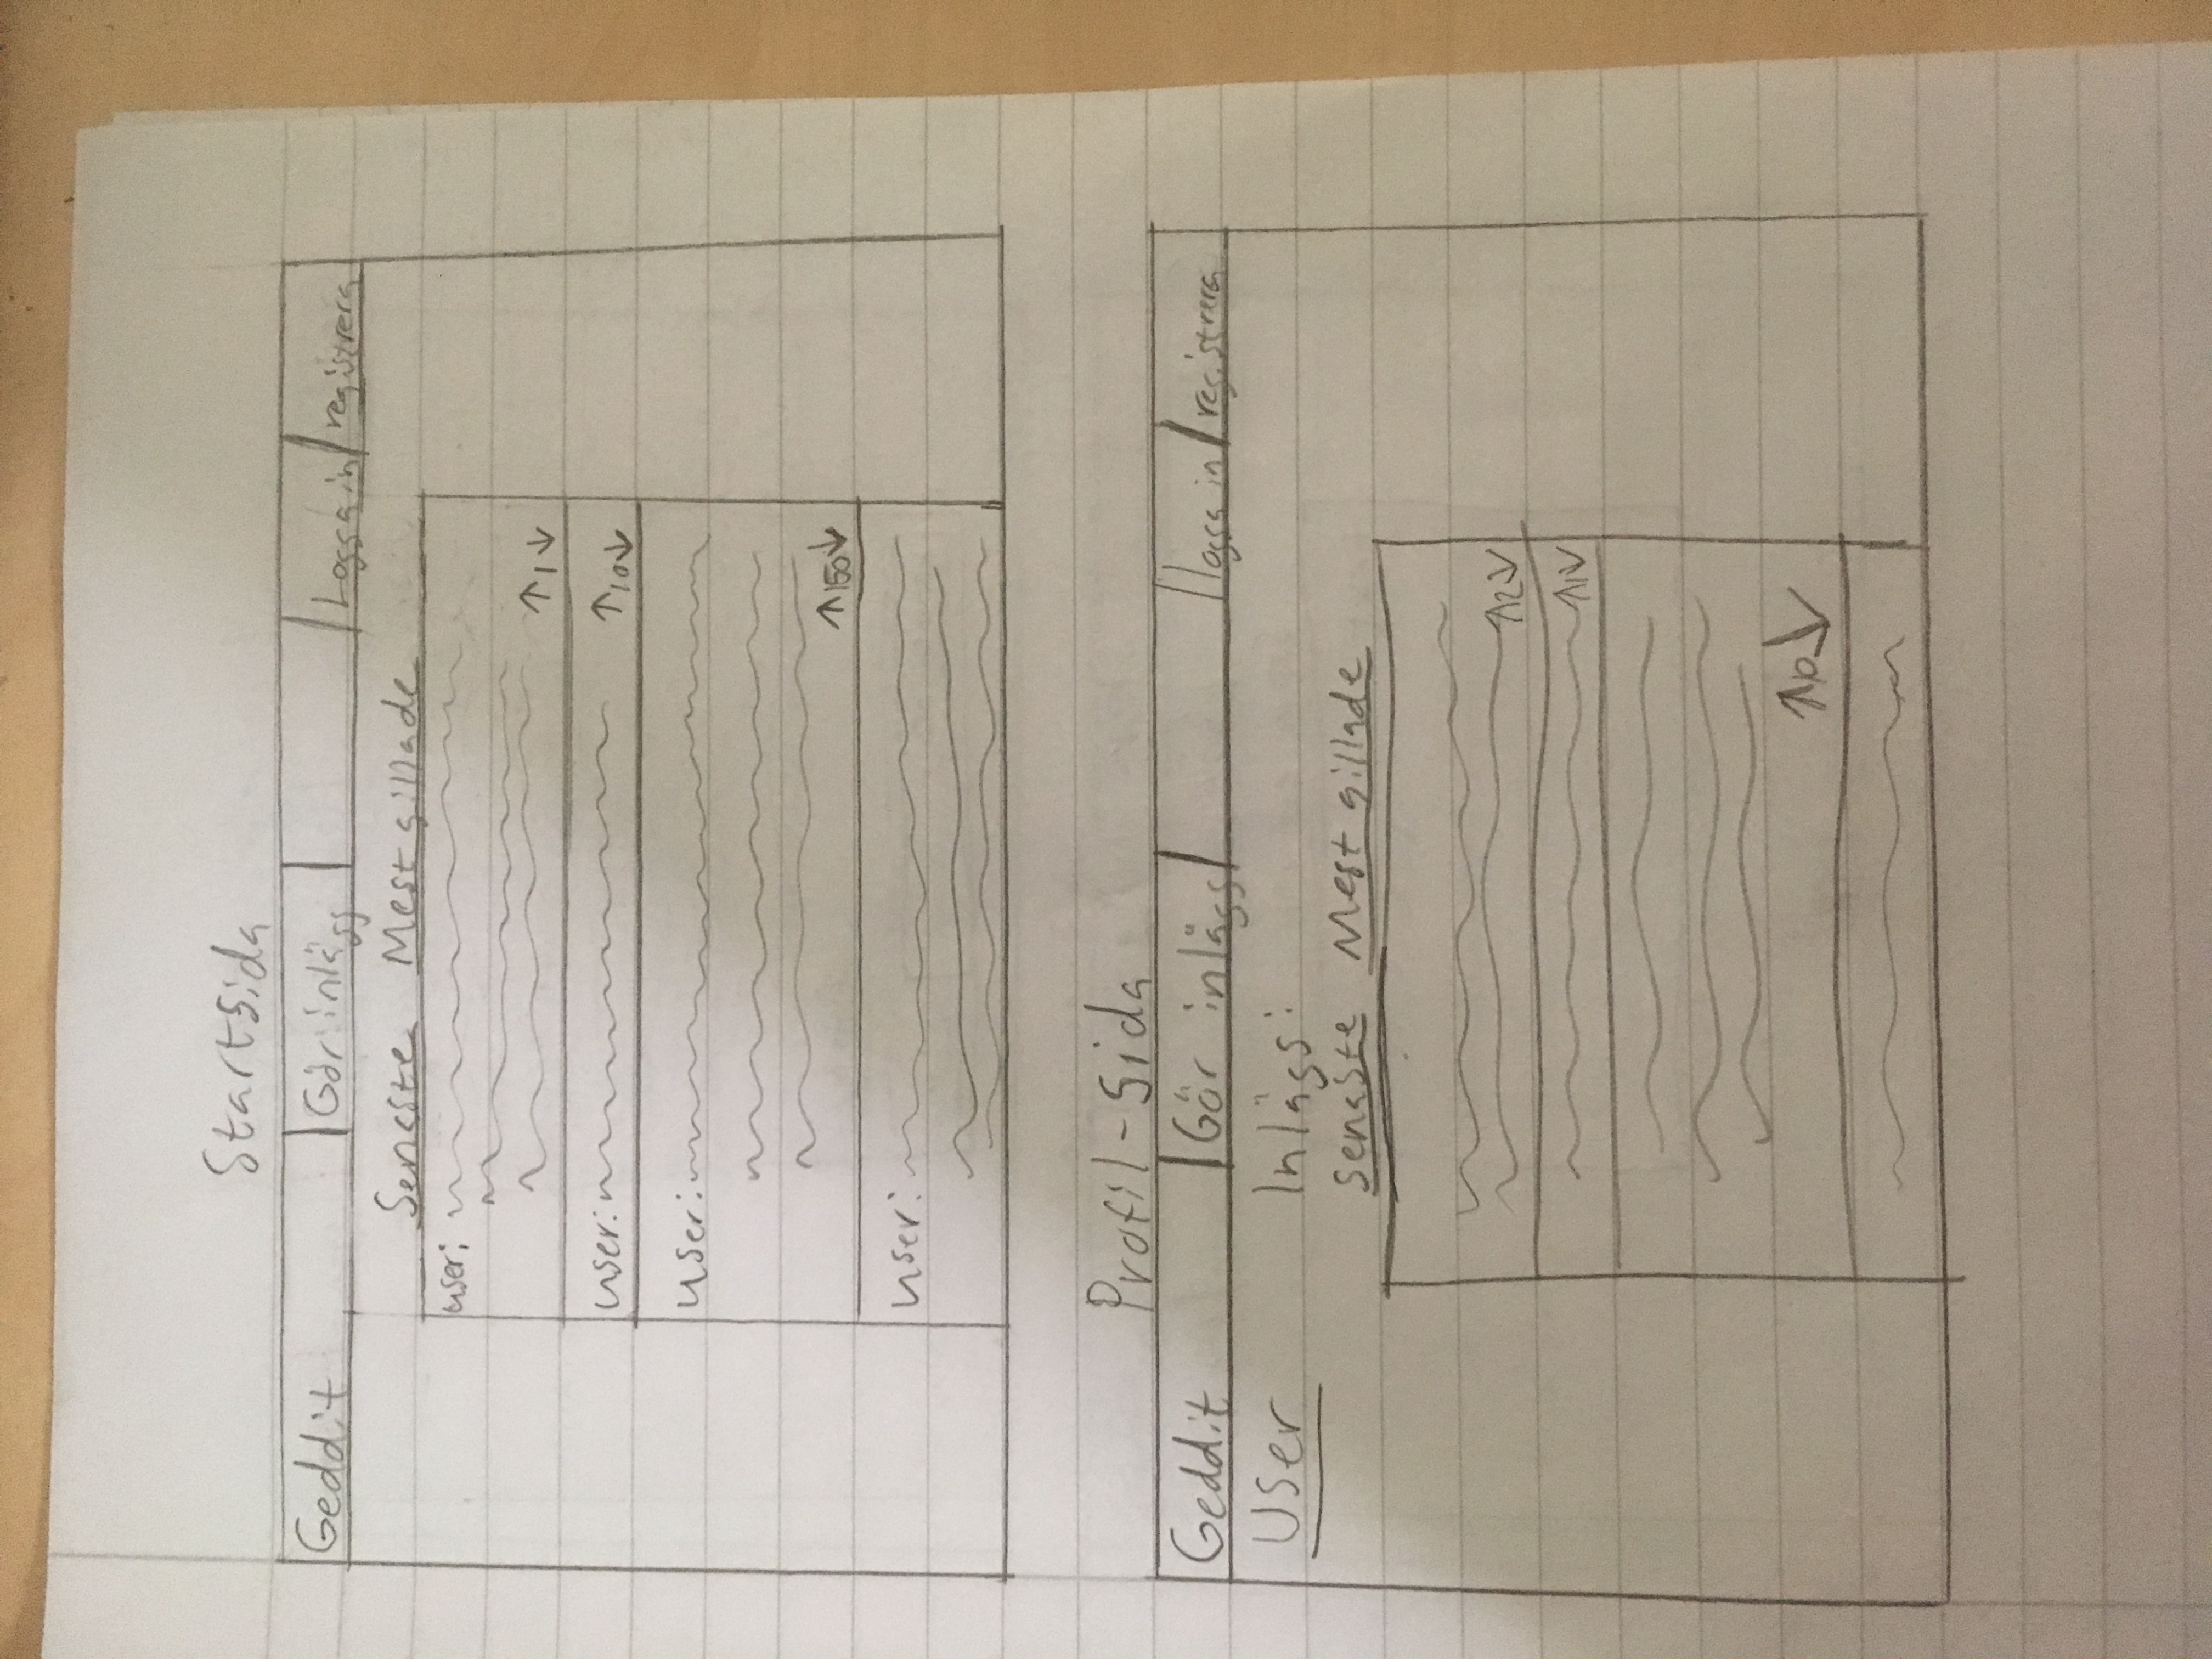 Startsida
Geddit Gör inlägg Logga in registrera
Senaste Mest gillade
user:
↑1↓
user: ↑10↓
user:
↑150↓
user:
Profil-Sida
Geddit Gör inlägg logga in registrera
User Inlägg:
senaste Mest gillade
↑2↓
↑1↓
↑10↓